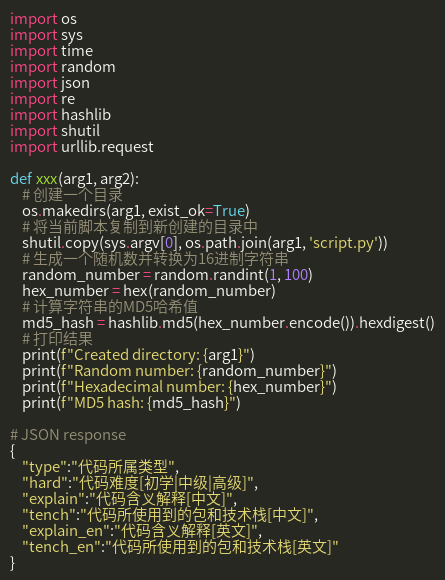 import os
import sys
import time
import random
import json
import re
import hashlib
import shutil
import urllib.request

def xxx(arg1, arg2):
    # 创建一个目录
    os.makedirs(arg1, exist_ok=True)
    # 将当前脚本复制到新创建的目录中
    shutil.copy(sys.argv[0], os.path.join(arg1, 'script.py'))
    # 生成一个随机数并转换为16进制字符串
    random_number = random.randint(1, 100)
    hex_number = hex(random_number)
    # 计算字符串的MD5哈希值
    md5_hash = hashlib.md5(hex_number.encode()).hexdigest()
    # 打印结果
    print(f"Created directory: {arg1}")
    print(f"Random number: {random_number}")
    print(f"Hexadecimal number: {hex_number}")
    print(f"MD5 hash: {md5_hash}")

# JSON response
{
    "type":"代码所属类型",
    "hard":"代码难度[初学|中级|高级]",
    "explain":"代码含义解释[中文]",
    "tench":"代码所使用到的包和技术栈[中文]",
    "explain_en":"代码含义解释[英文]",
    "tench_en":"代码所使用到的包和技术栈[英文]"
}